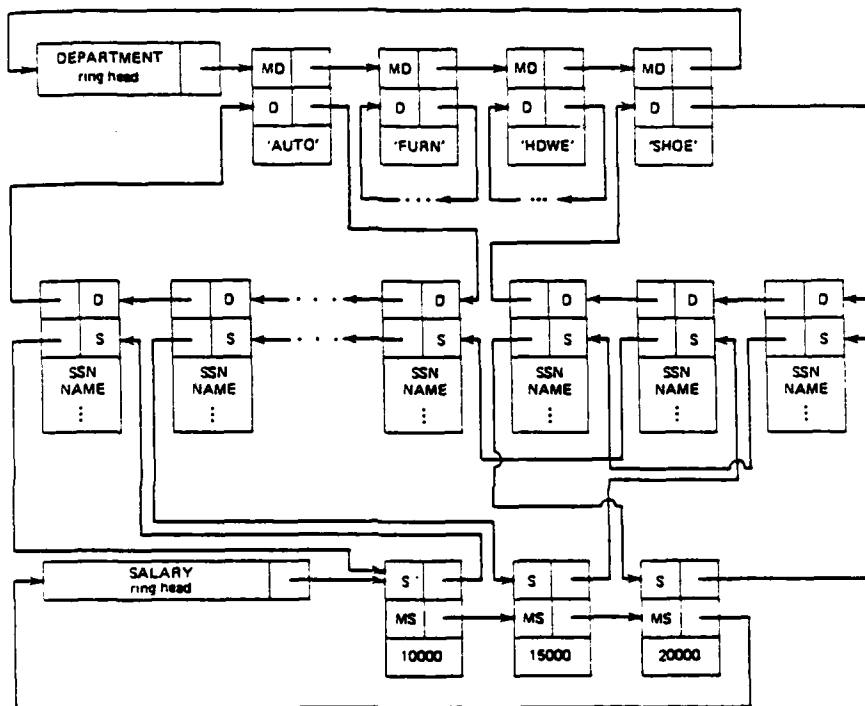 DEPARTMENT
ring head
MD MD MD MD
D D D D
'AUTO' 'FURN' 'HDWE' 'SHOE'
... ...
D D . . . D D D D
S S . . . S S S S
SSN SSN SSN SSN SSN SSN
NAME NAME NAME NAME NAME NAME
⋮ ⋮ ⋮ ⋮ ⋮ ⋮
SALARY
ring head
S S S
MS MS MS
10000 15000 20000